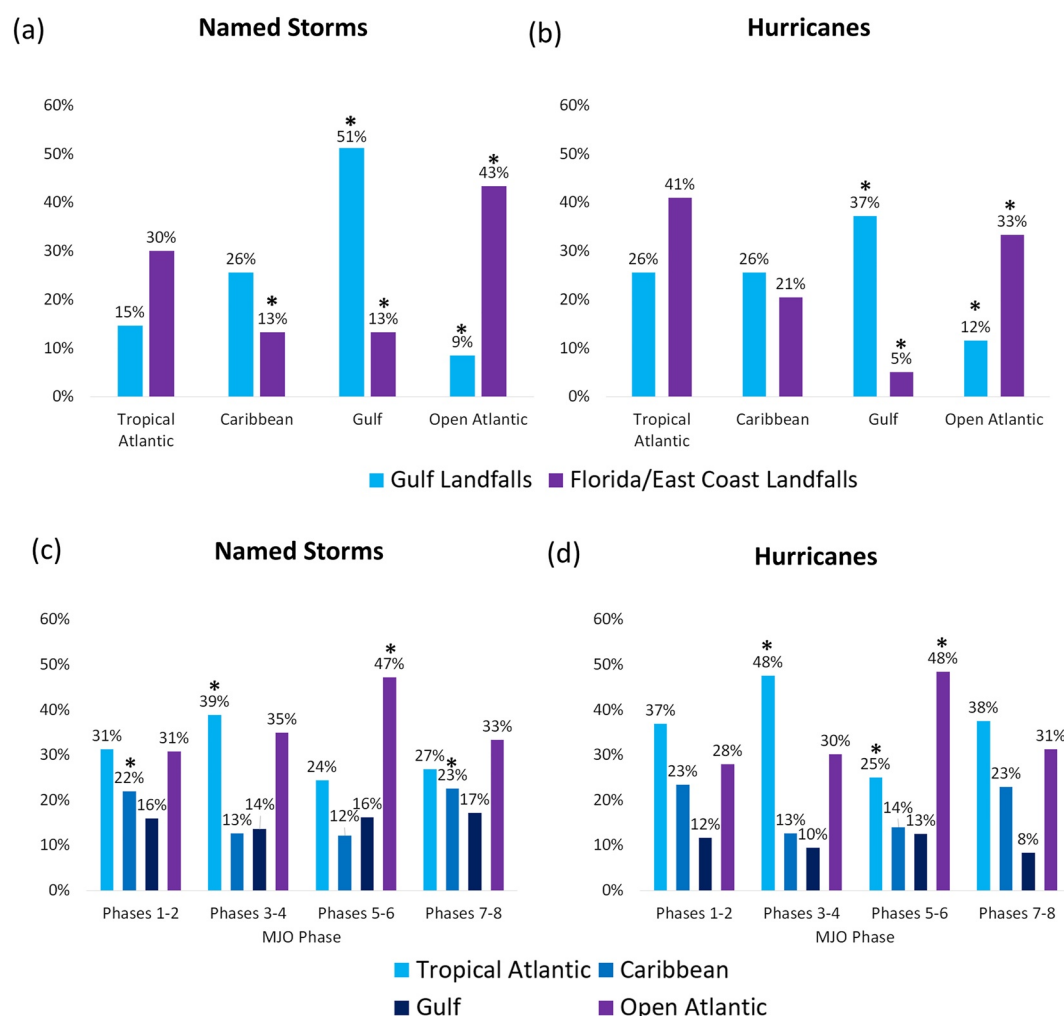 (a)
Named Storms
60%
50%
40%
30%
20%
10%
0%
15%
30%
26%
*
13%
*
51%
*
13%
*
9%
*
43%
Tropical
Atlantic
Caribbean
Gulf
Open Atlantic
(b)
Hurricanes
60%
50%
40%
30%
20%
10%
0%
26%
41%
26%
21%
*
37%
*
5%
*
12%
*
33%
Tropical
Atlantic
Caribbean
Gulf
Open Atlantic
Gulf Landfalls
Florida/East Coast Landfalls
(c)
Named Storms
60%
50%
40%
30%
20%
10%
0%
31%
*
22%
16%
31%
*
39%
13%
14%
35%
24%
12%
16%
*
47%
27%
*
23%
17%
33%
Phases 1-2
Phases 3-4
Phases 5-6
Phases 7-8
MJO Phase
(d)
Hurricanes
60%
50%
40%
30%
20%
10%
0%
37%
23%
12%
28%
*
48%
13%
10%
30%
*
25%
14%
13%
*
48%
38%
23%
8%
31%
Phases 1-2
Phases 3-4
Phases 5-6
Phases 7-8
MJO Phase
Tropical Atlantic
Caribbean
Gulf
Open Atlantic